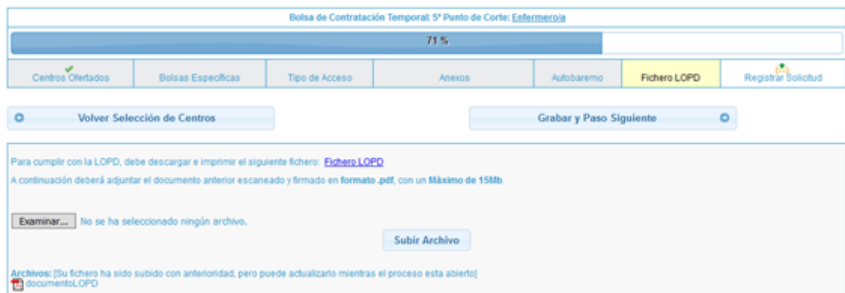 Bolsa de Contratación Temporal: 5º Punto de Corte: Enfermero/a
71 %
Centros Ofertados
Bolsas Específicas
Tipo de Acceso
Anexos
Autobaremo
Fichero LOPD
Registrar Solicitud
Volver Selección de Centros
Grabar y Paso Siguiente
Para cumplir con la LOPD, debe descargar e imprimir el siguiente fichero: Fichero LOPD
A continuación deberá adjuntar el documento anterior escaneado y firmado en formato .pdf, con un Máximo de 15Mb.
Examinar... No se ha seleccionado ningún archivo.
Subir Archivo
Archivos: [Su fichero ha sido subido con anterioridad, pero puede actualizarlo mientras el proceso esta abierto]
documentoLOPD